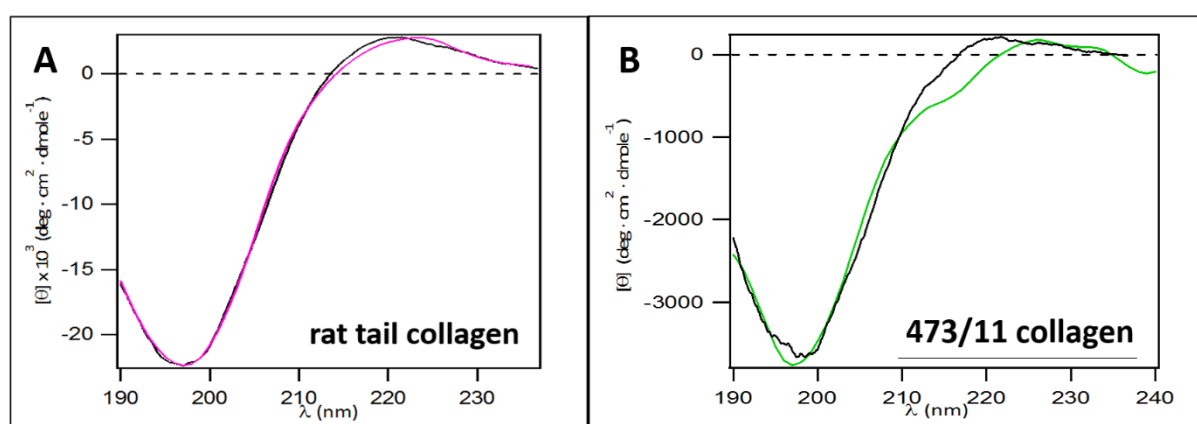 A
0
-5
-10
-15
-20
[θ] x 10³ (deg · cm² · dmole⁻¹)
rat tail collagen
190 200 210 220 230
λ (nm)
B
0
-1000
-2000
-3000
[θ] (deg · cm² · dmole⁻¹)
473/11 collagen
190 200 210 220 230 240
λ (nm)